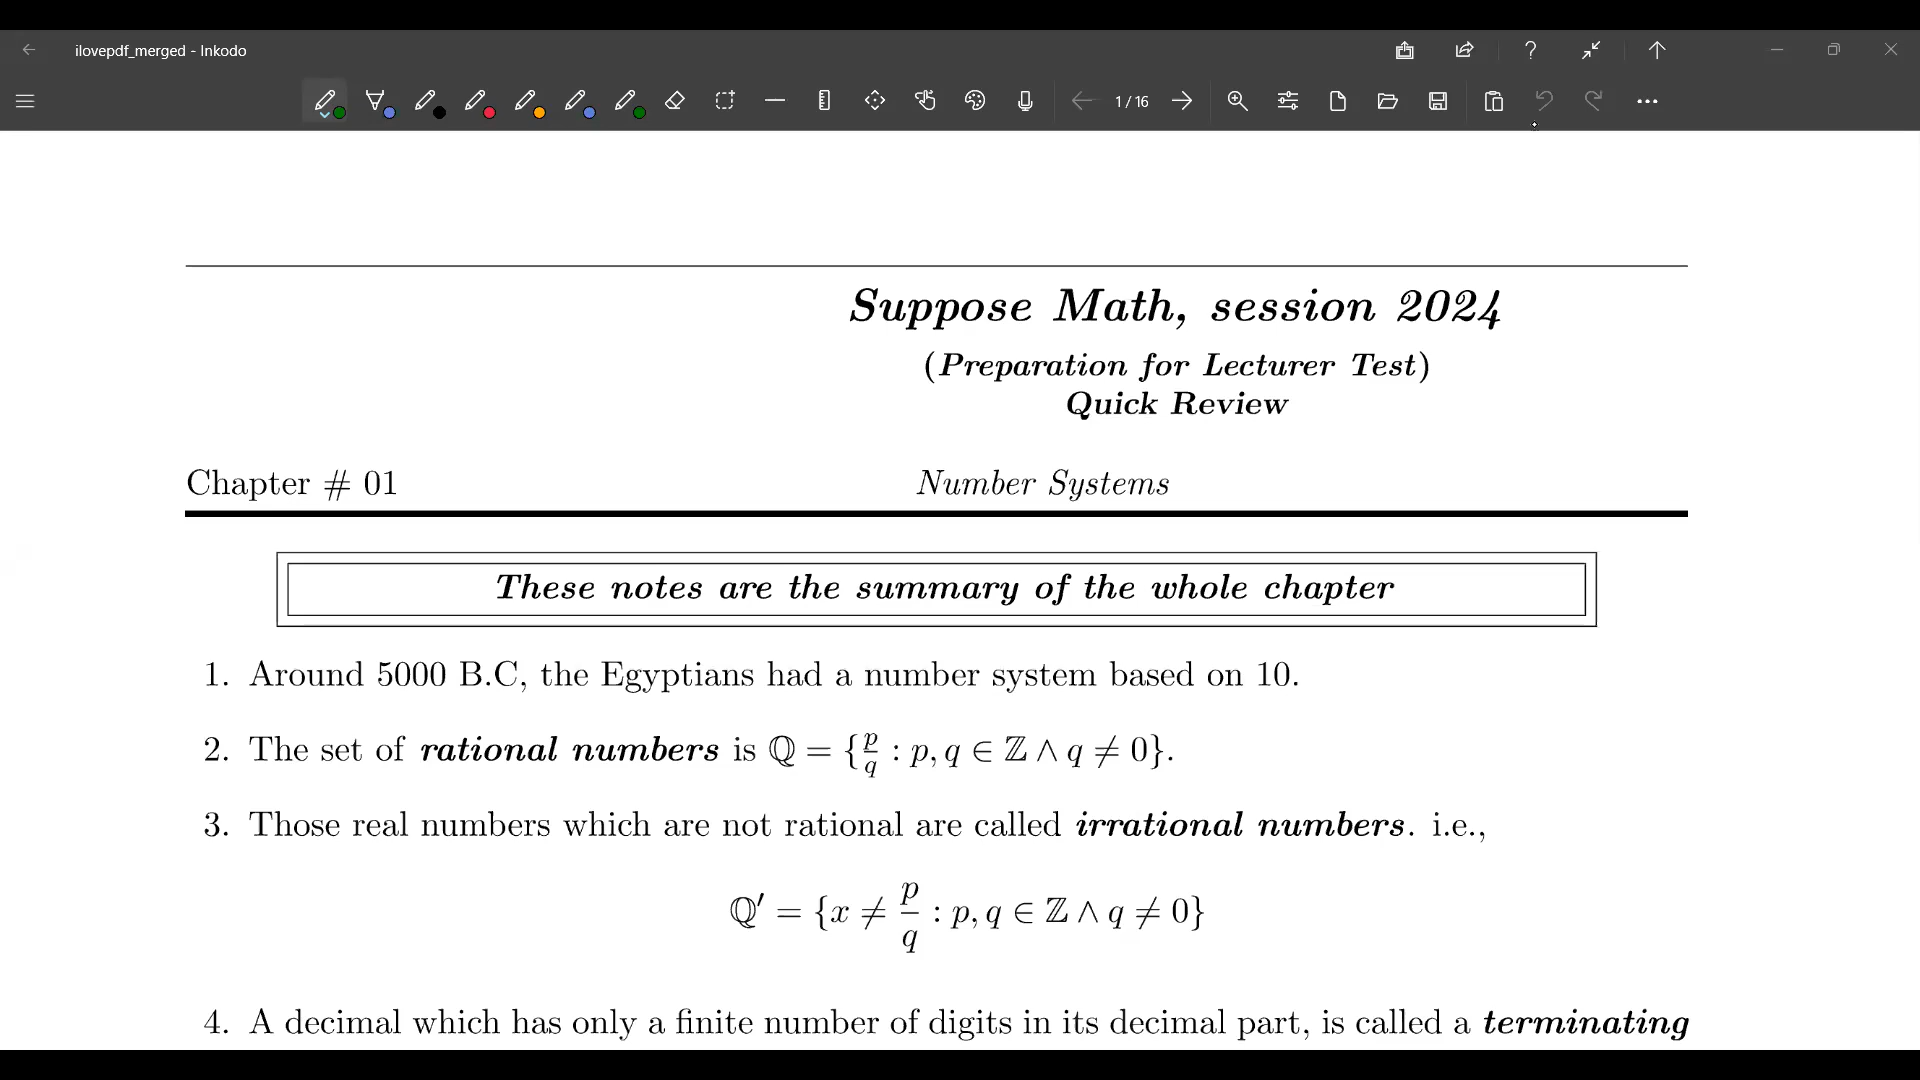 ilovepdf_merged - Inkodo
1 / 16
Suppose Math, session 2024
(Preparation for Lecturer Test)
Quick Review
Chapter # 01 Number Systems
These notes are the summary of the whole chapter
1. Around 5000 B.C, the Egyptians had a number system based on 10.
2. The set of rational numbers is ℚ = {p/q : p, q ∈ ℤ ∧ q ≠ 0}.
3. Those real numbers which are not rational are called irrational numbers. i.e.,
ℚ′ = {x ≠ p/q : p, q ∈ ℤ ∧ q ≠ 0}
4. A decimal which has only a finite number of digits in its decimal part, is called a terminating